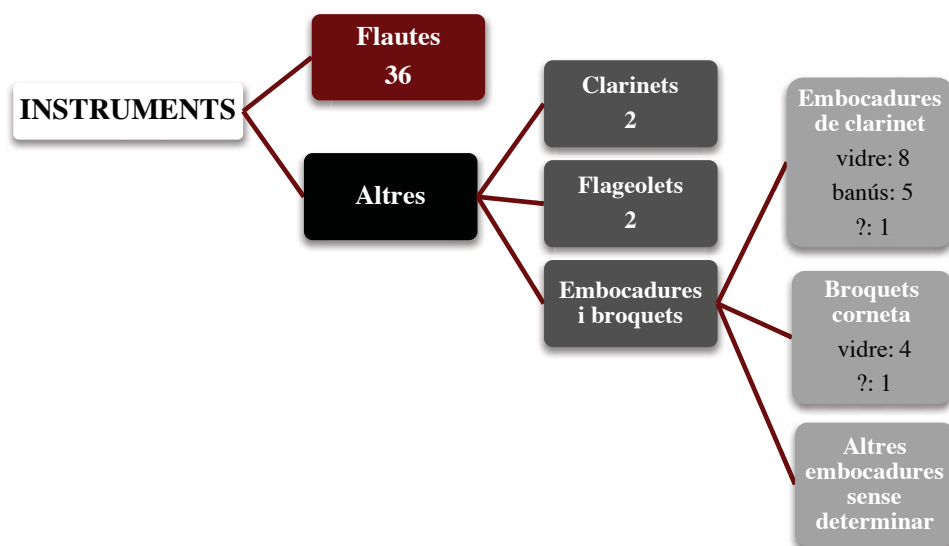 INSTRUMENTS
Flautes
36
Altres
Clarinets
2
Flageolets
2
Embocadures
i broquets
Embocadures
de clarinet
vidre: 8
banús: 5
?: 1
Broquets
corneta
vidre: 4
?: 1
Altres
embocadures
sense
determinar